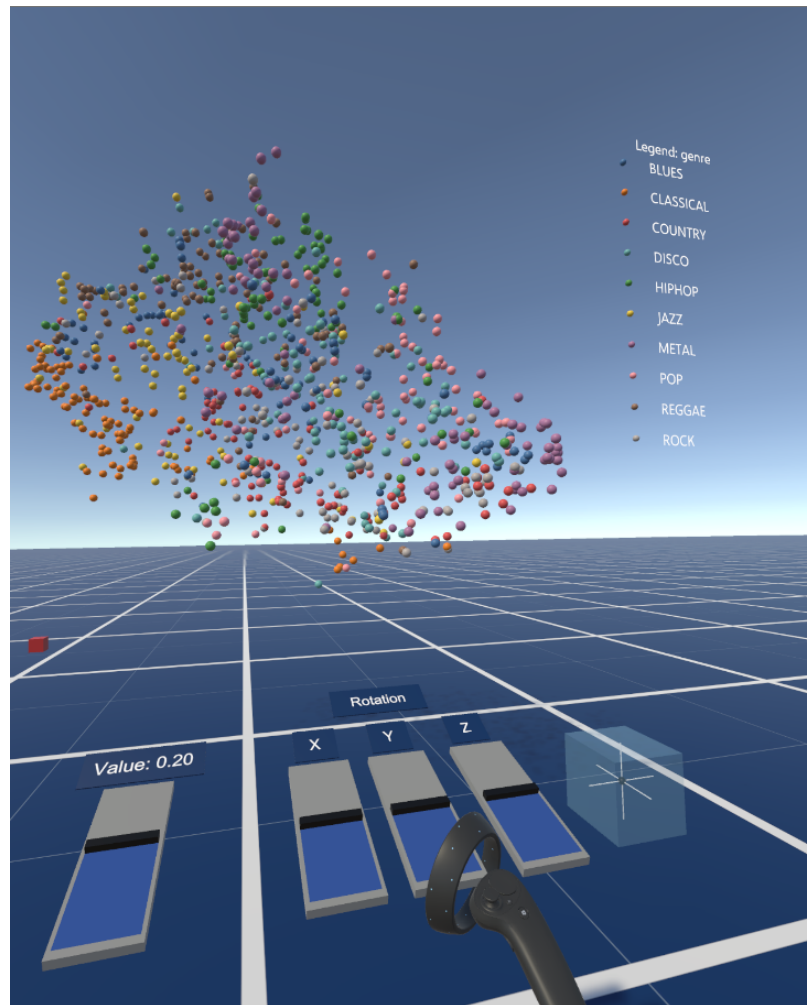 Legend: genre
BLUES
CLASSICAL
COUNTRY
DISCO
HIPHOP
JAZZ
METAL
POP
REGGAE
ROCK
Rotation
X Y Z
Value: 0.20